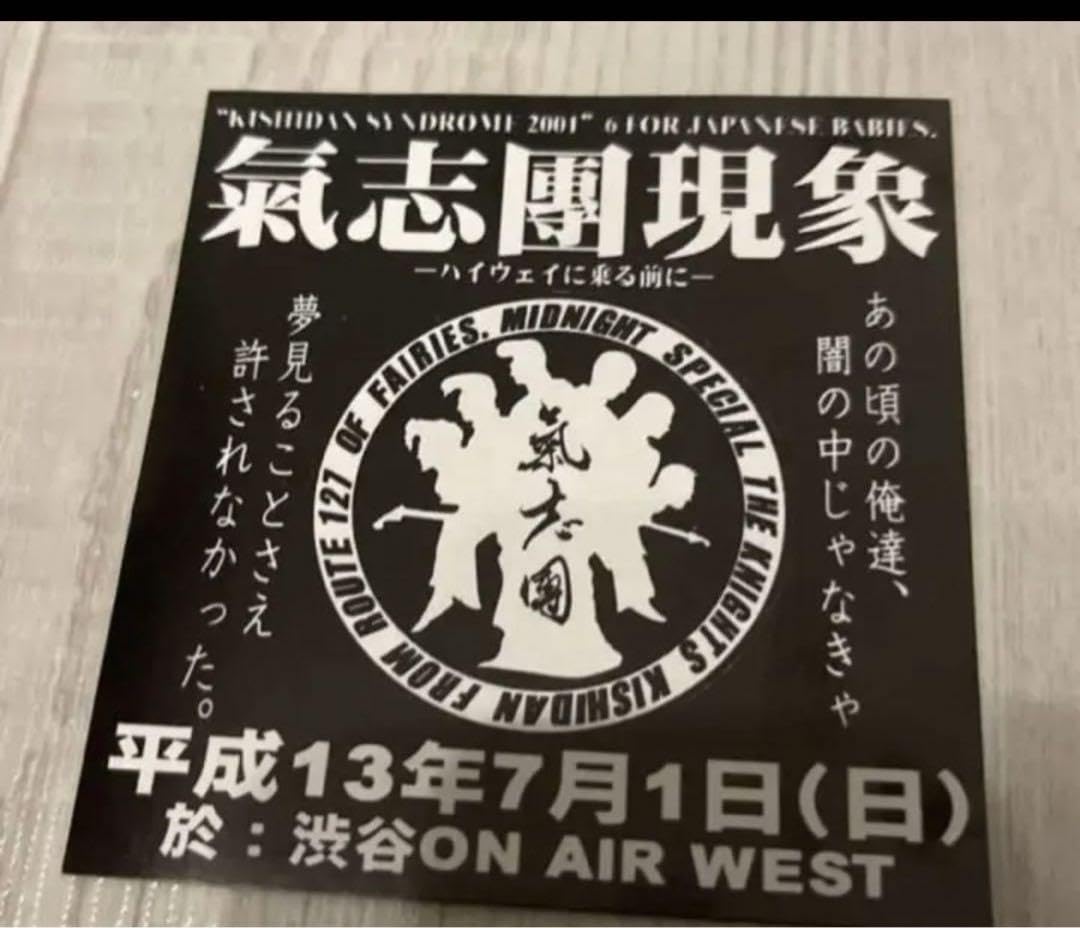 "KISHIDAN SYNDROME 2001" 6 FOR JAPANESE BABIES.
氣志團現象
—ハイウェイに乗る前に—
あの頃の俺達、
闇の中じゃなきゃ
夢見ることさえ
許されなかった。
MIDNIGHT SPECIAL THE KNIGHTS KISHIDAN FROM ROUTE 127 OF FAIRIES.
氣志團
平成13年7月1日(日)
於：渋谷ON AIR WEST